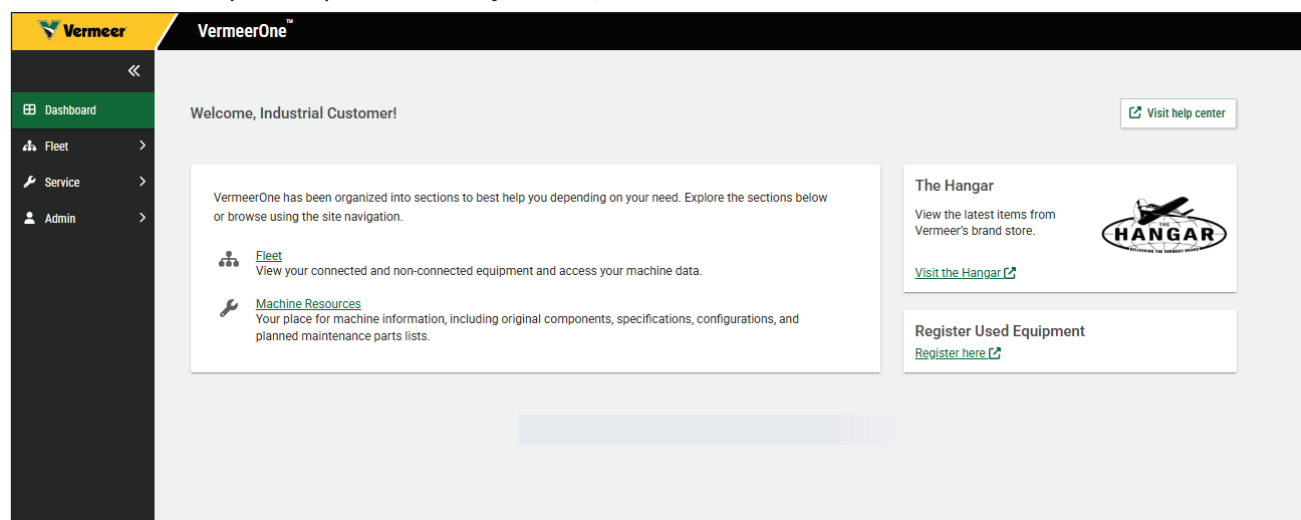 Vermeer
VermeerOne™
Dashboard
Fleet
Service
Admin
Welcome, Industrial Customer!
Visit help center
VermeerOne has been organized into sections to best help you depending on your need. Explore the sections below
or browse using the site navigation.
Fleet
View your connected and non-connected equipment and access your machine data.
Machine Resources
Your place for machine information, including original components, specifications, configurations, and
planned maintenance parts lists.
The Hangar
View the latest items from
Vermeer's brand store.
THE
HANGAR
Visit the Hangar
Register Used Equipment
Register here